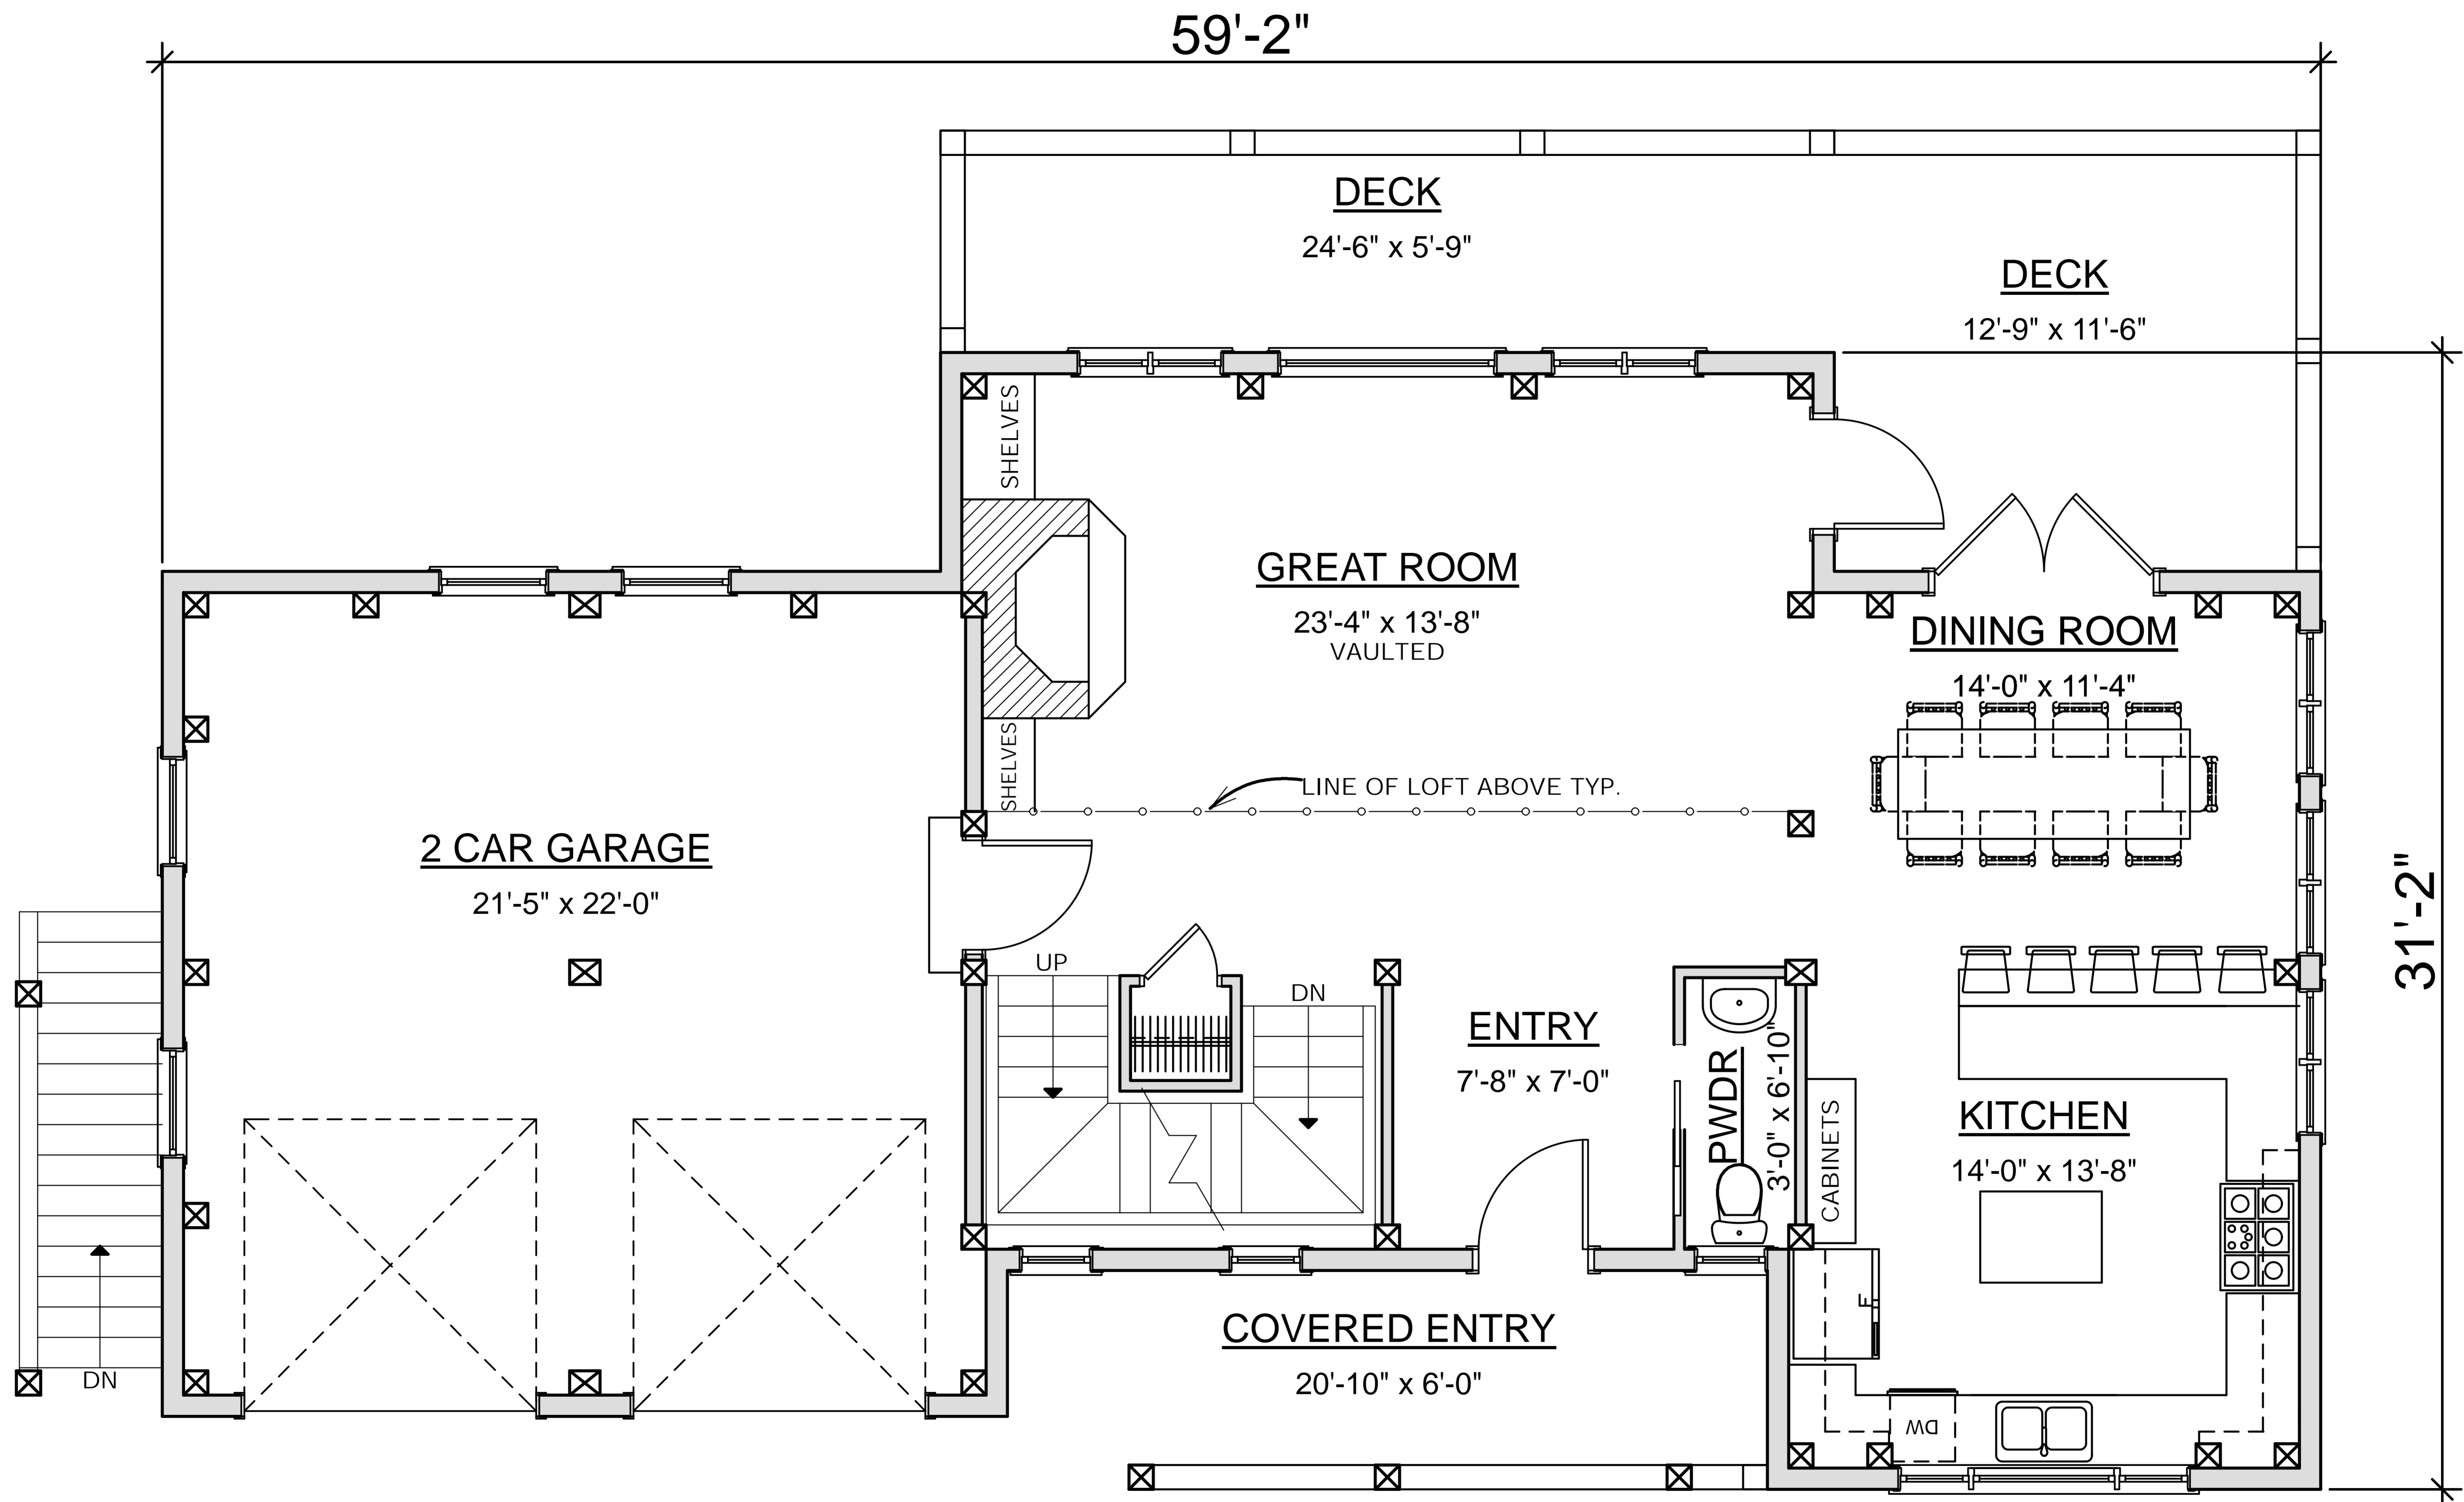 59'-2"
DECK
24'-6" x 5'-9"
DECK
12'-9" x 11'-6"
SHELVES
GREAT ROOM
23'-4" x 13'-8"
VAULTED
DINING ROOM
14'-0" x 11'-4"
SHELVES
LINE OF LOFT ABOVE TYP.
2 CAR GARAGE
21'-5" x 22'-0"
31'-2"
UP
DN
ENTRY
7'-8" x 7'-0"
PWDR
3'-0" x 6'-10"
CABINETS
KITCHEN
14'-0" x 13'-8"
F
COVERED ENTRY
20'-10" x 6'-0"
DN
DW